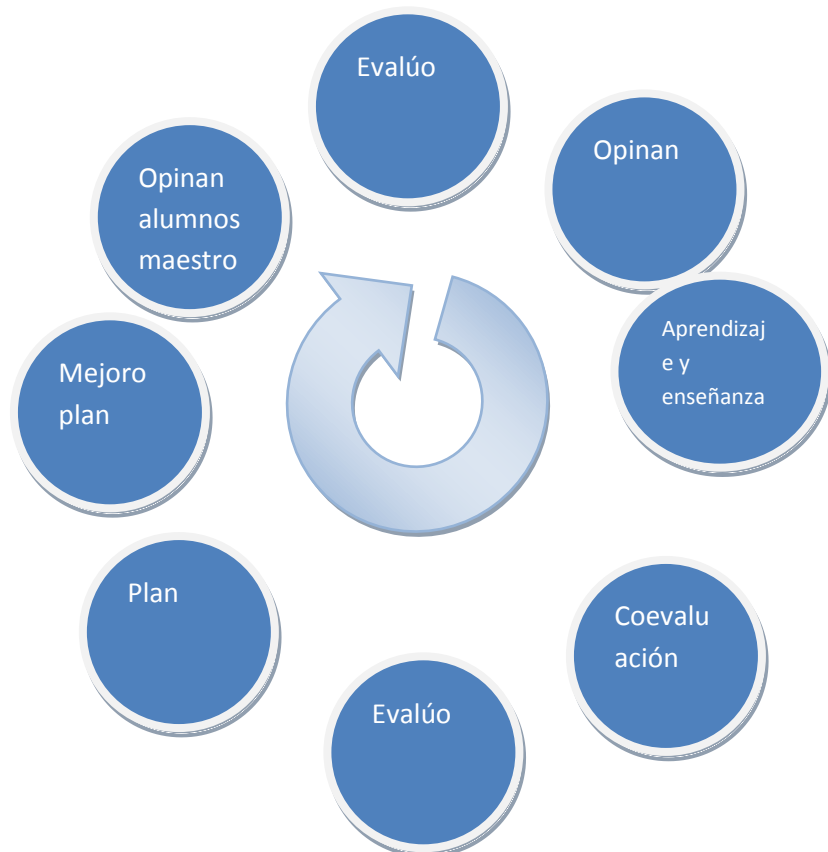 Evalúo
Opinan
Aprendizaj
e y
enseñanza
Coevalu
ación
Evalúo
Plan
Mejoro
plan
Opinan
alumnos
maestro